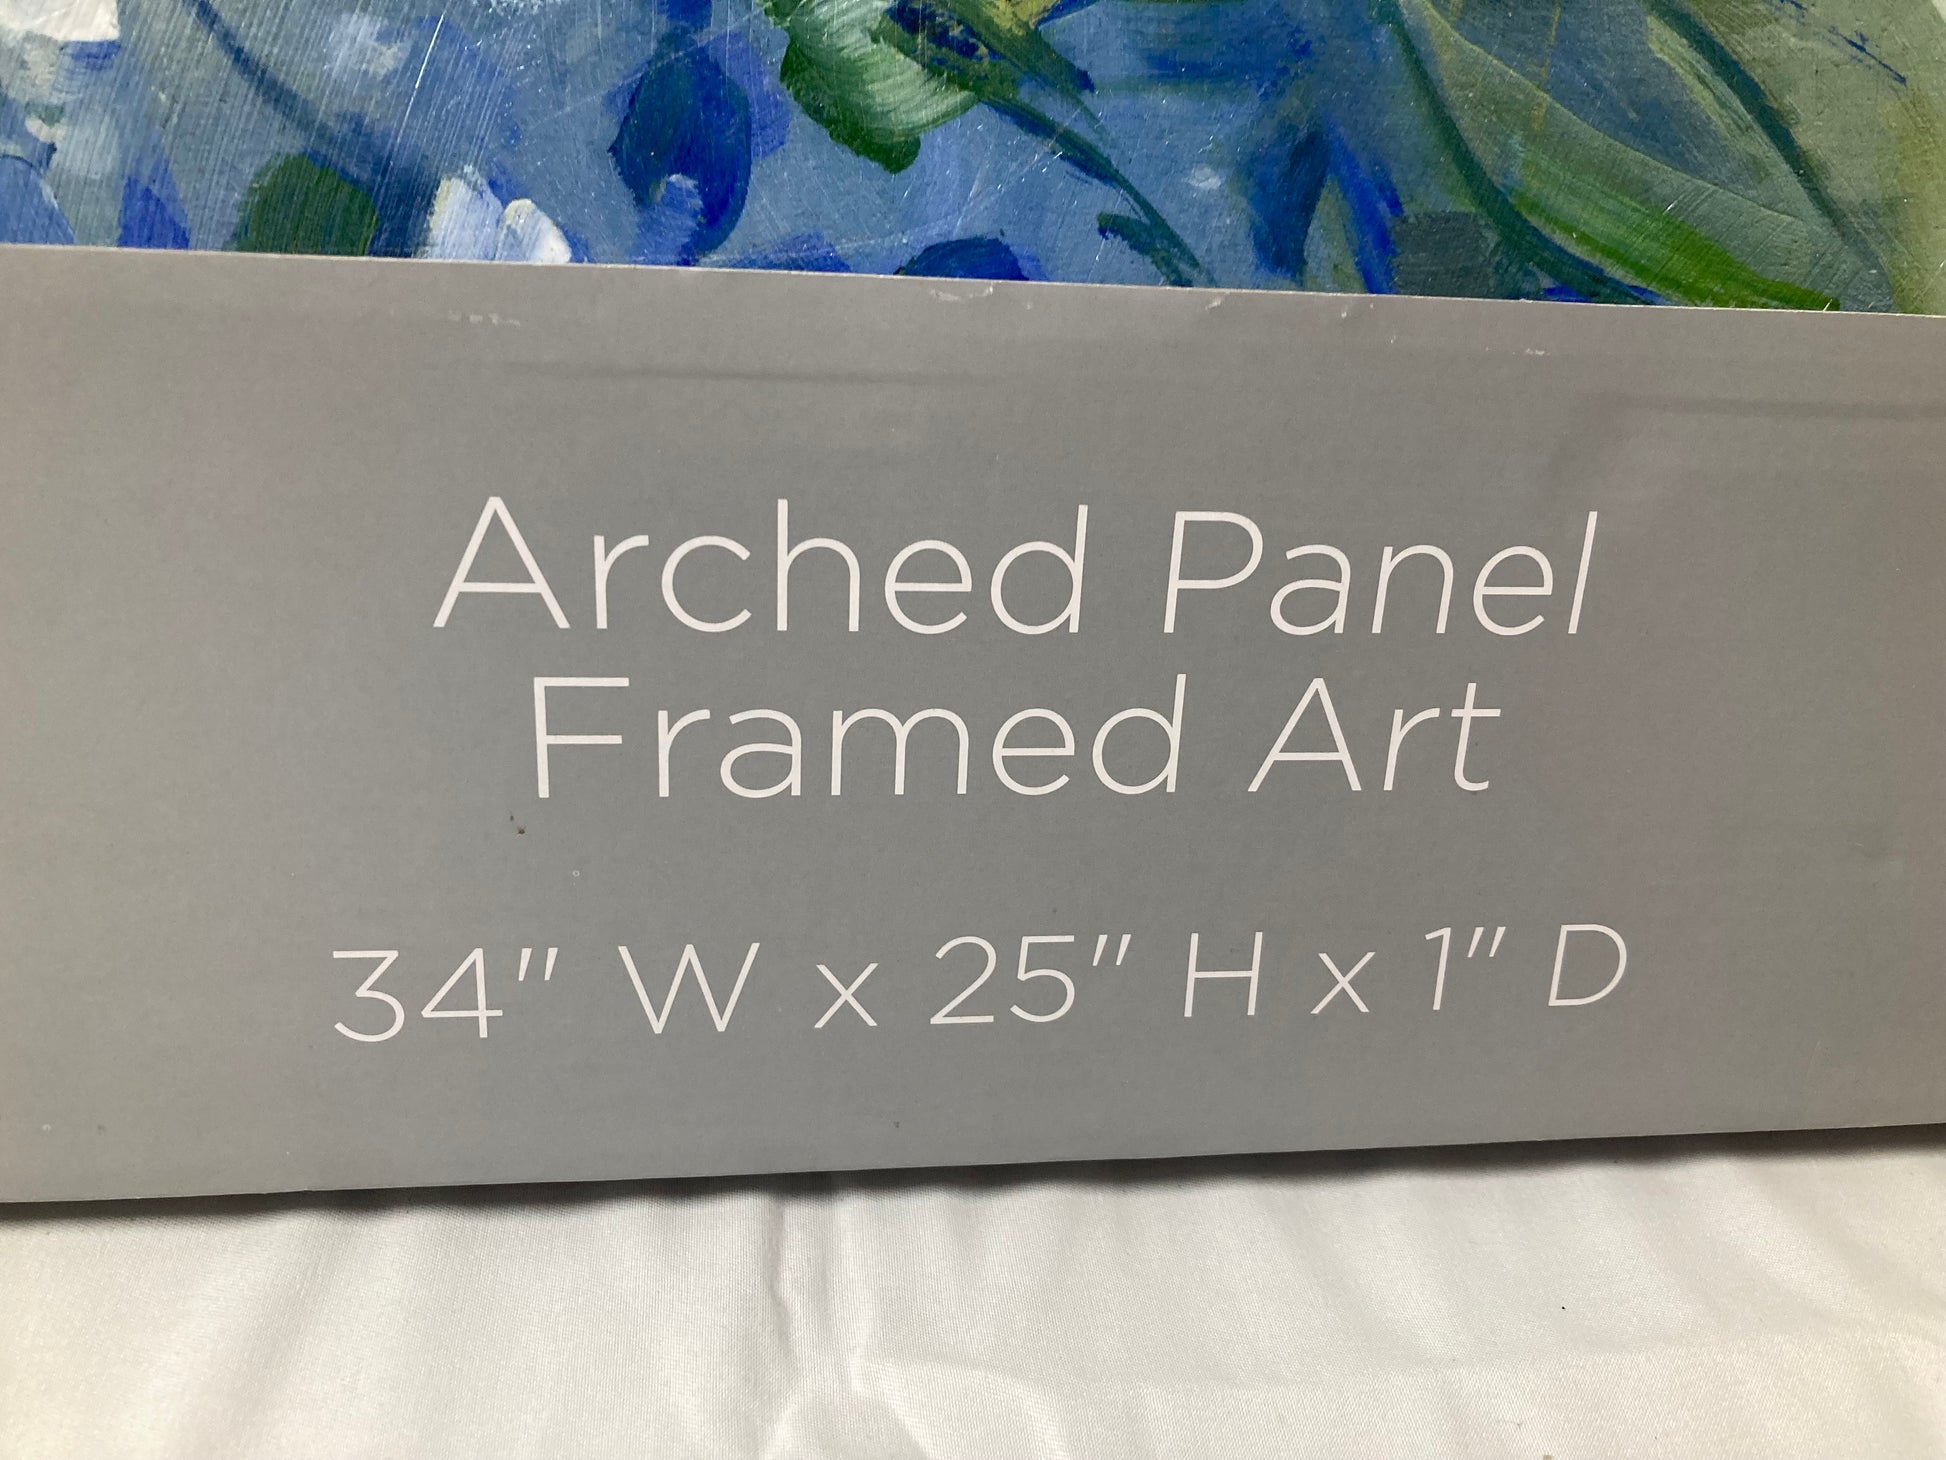 Arched Panel
Framed Art
34" W x 25" H x 1" D